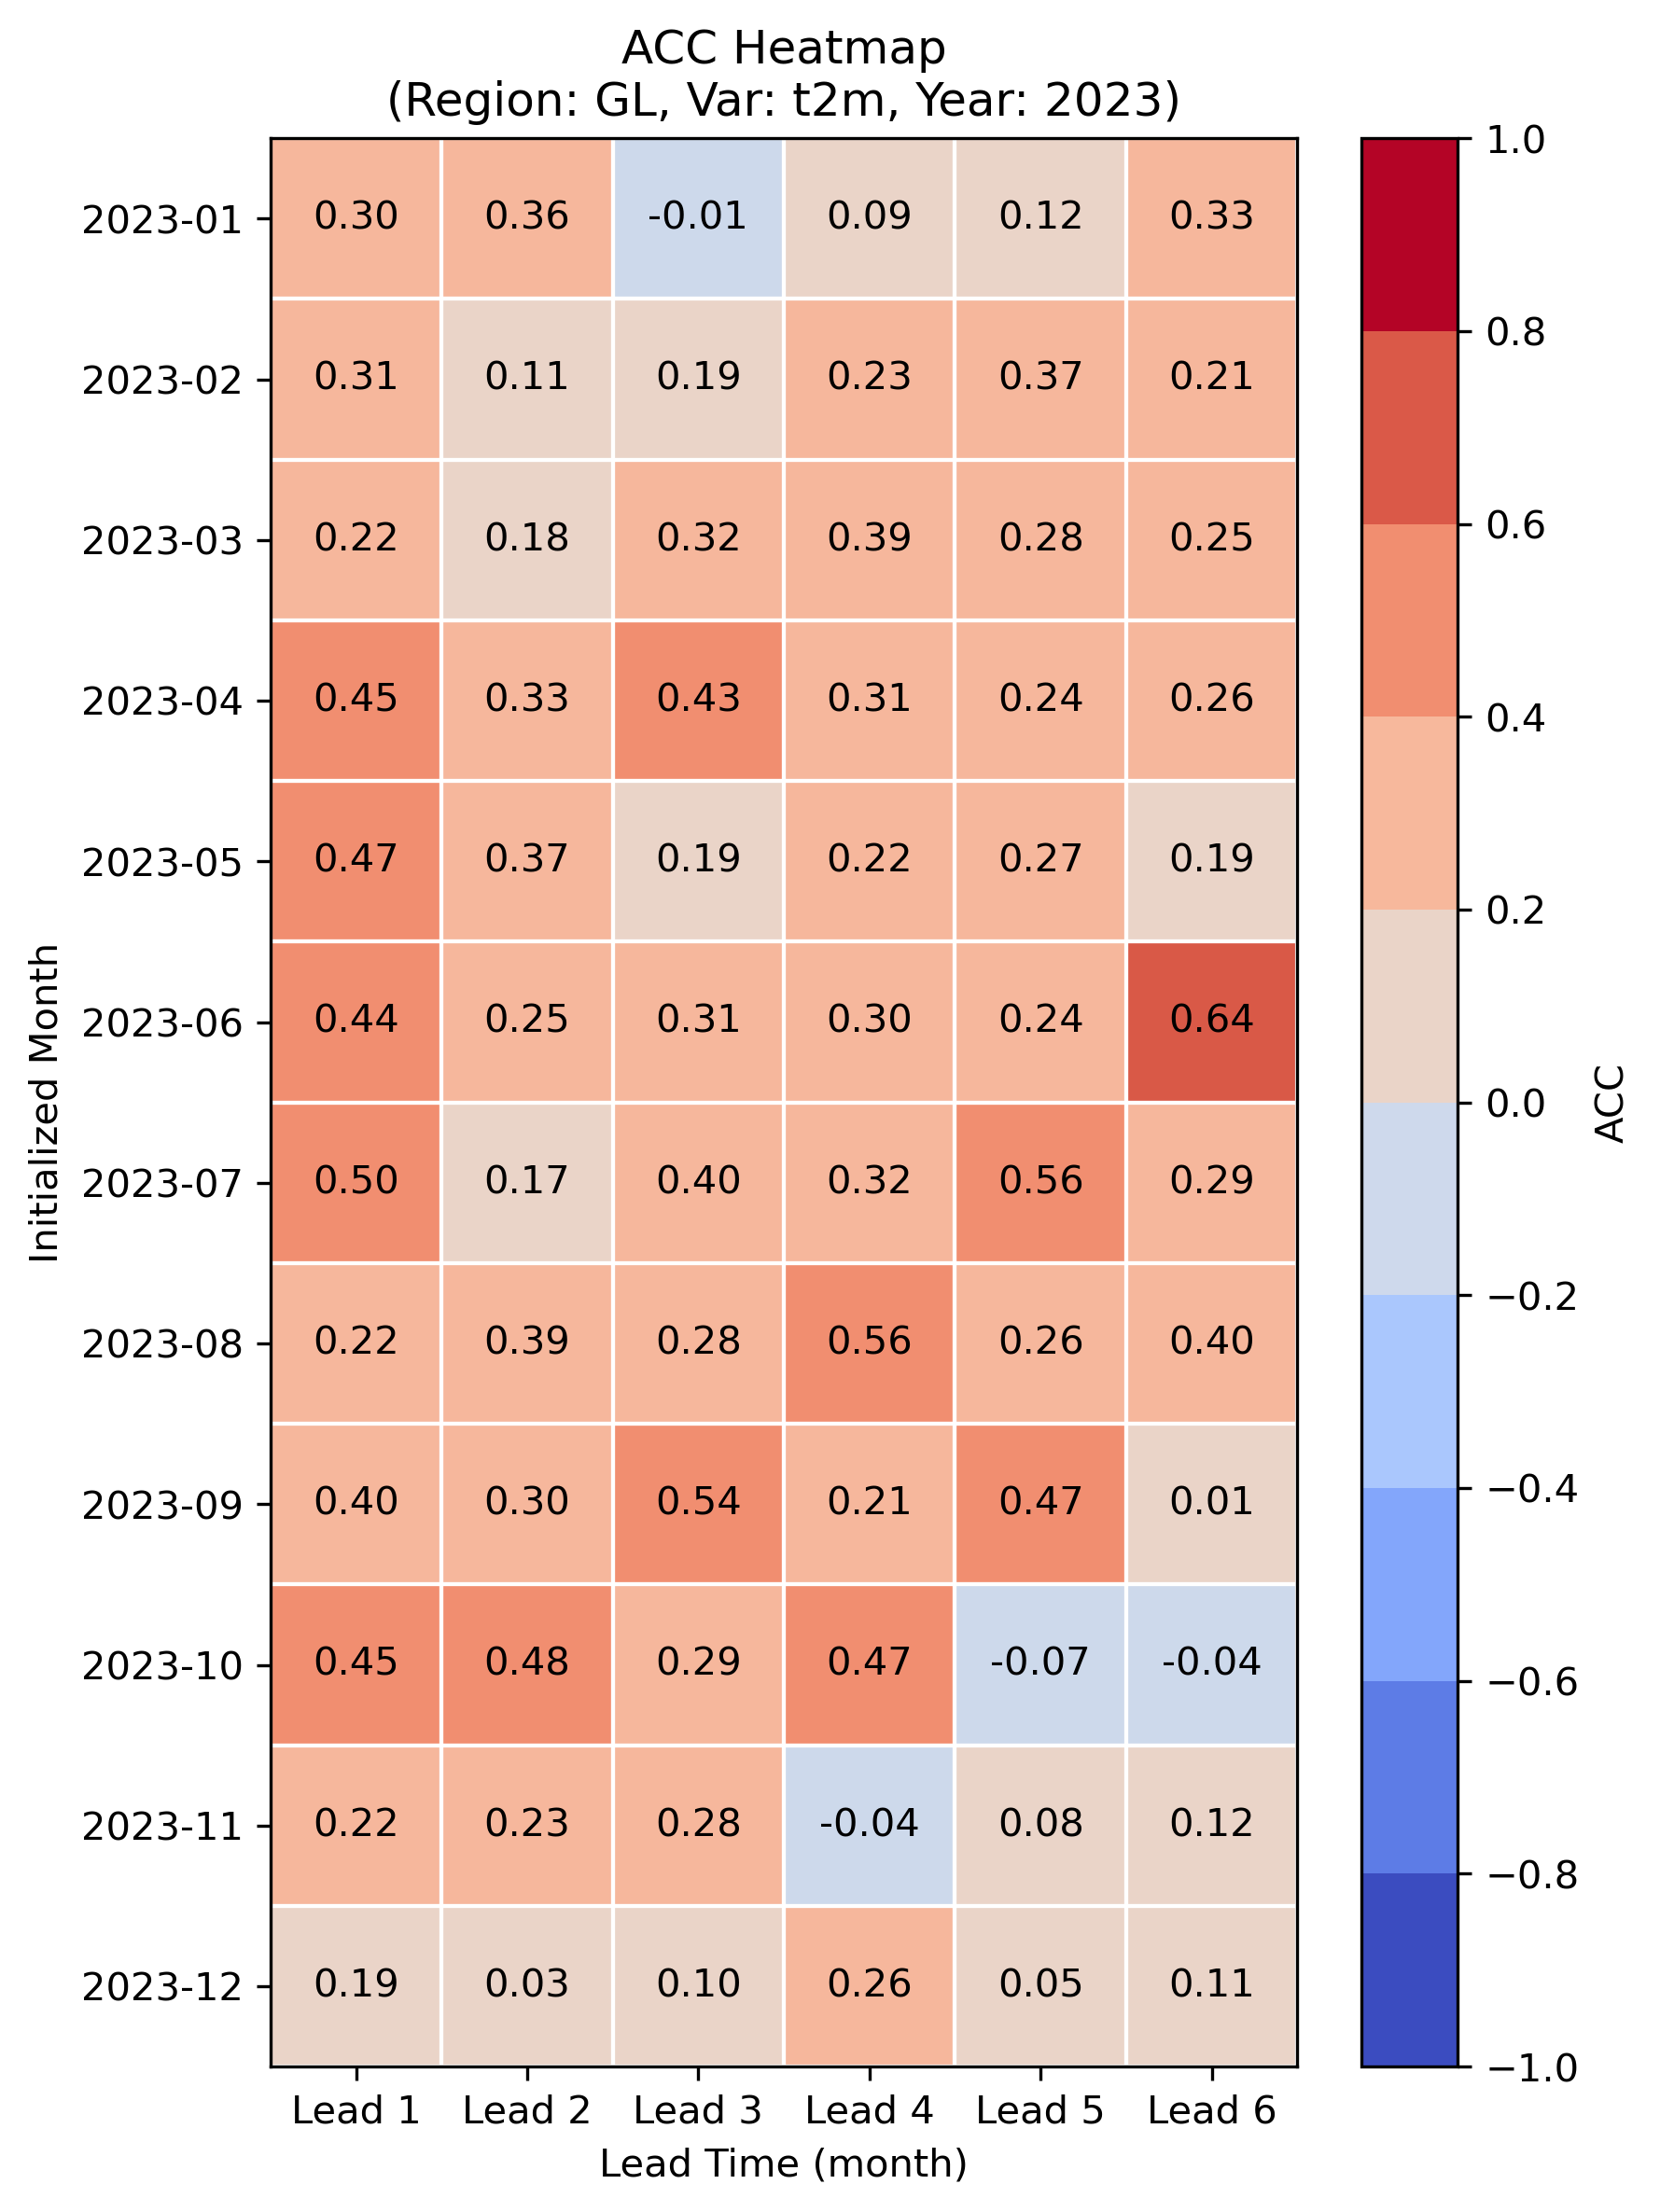 ACC Heatmap
(Region: GL, Var: t2m, Year: 2023)
Initialized Month
2023-01 0.30 0.36 -0.01 0.09 0.12 0.33
2023-02 0.31 0.11 0.19 0.23 0.37 0.21
2023-03 0.22 0.18 0.32 0.39 0.28 0.25
2023-04 0.45 0.33 0.43 0.31 0.24 0.26
2023-05 0.47 0.37 0.19 0.22 0.27 0.19
2023-06 0.44 0.25 0.31 0.30 0.24 0.64
2023-07 0.50 0.17 0.40 0.32 0.56 0.29
2023-08 0.22 0.39 0.28 0.56 0.26 0.40
2023-09 0.40 0.30 0.54 0.21 0.47 0.01
2023-10 0.45 0.48 0.29 0.47 -0.07 -0.04
2023-11 0.22 0.23 0.28 -0.04 0.08 0.12
2023-12 0.19 0.03 0.10 0.26 0.05 0.11
Lead 1 Lead 2 Lead 3 Lead 4 Lead 5 Lead 6
Lead Time (month)
1.0
0.8
0.6
0.4
0.2
0.0
−0.2
−0.4
−0.6
−0.8
−1.0
ACC